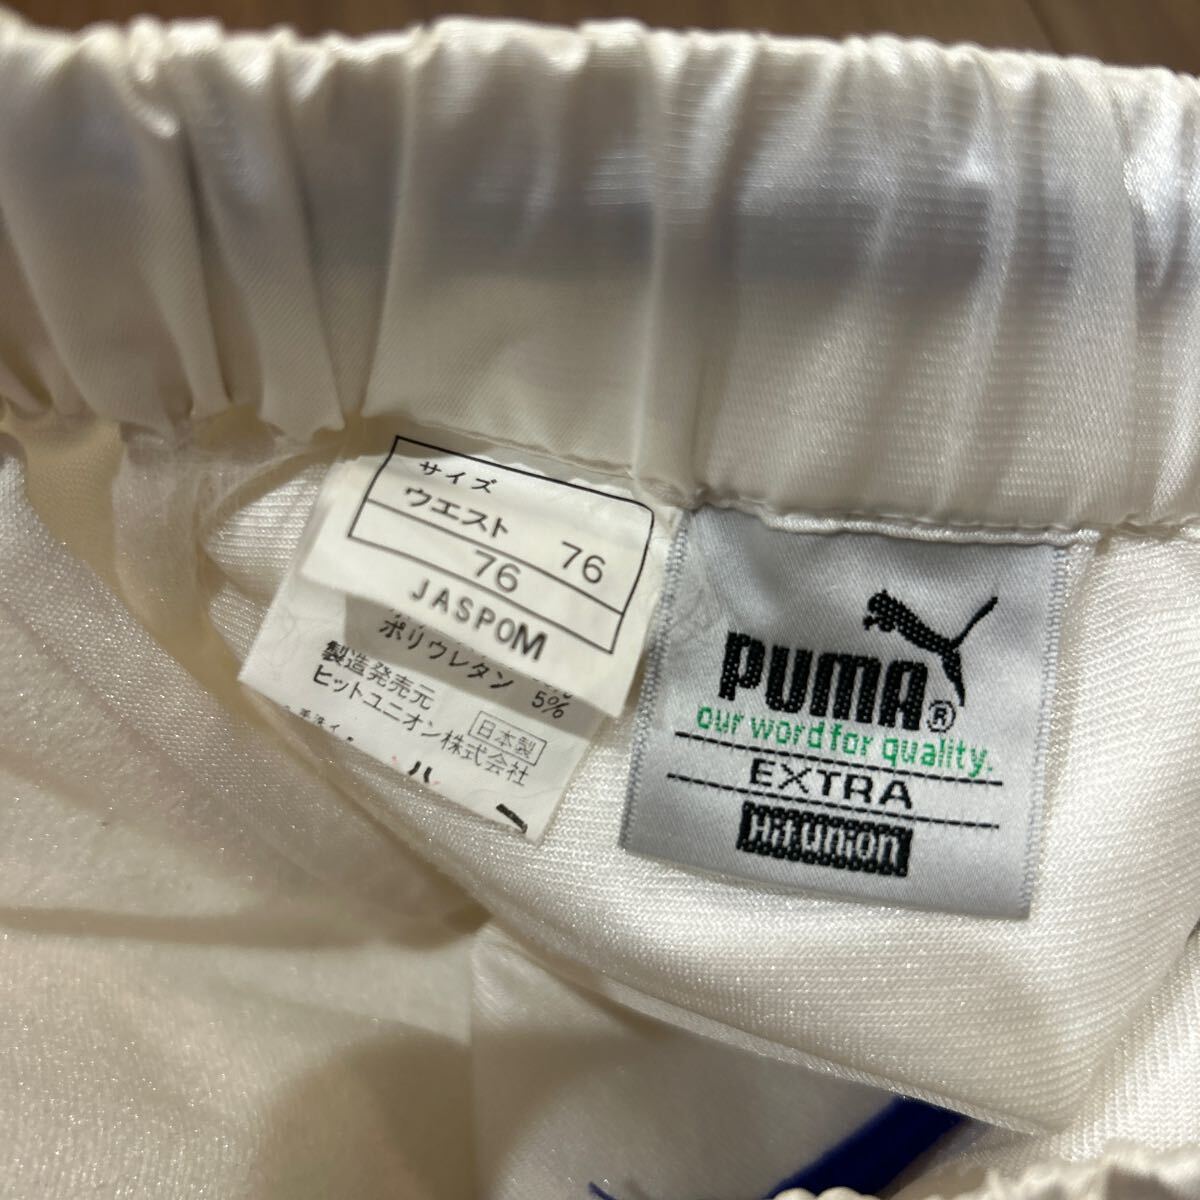 サイズ
ウエスト 76
76
JASPOM
ポリウレタン 5%
製造発売元
ヒットユニオン株式会社
日本製
PUMA®
our word for quality.
EXTRA
Hit union